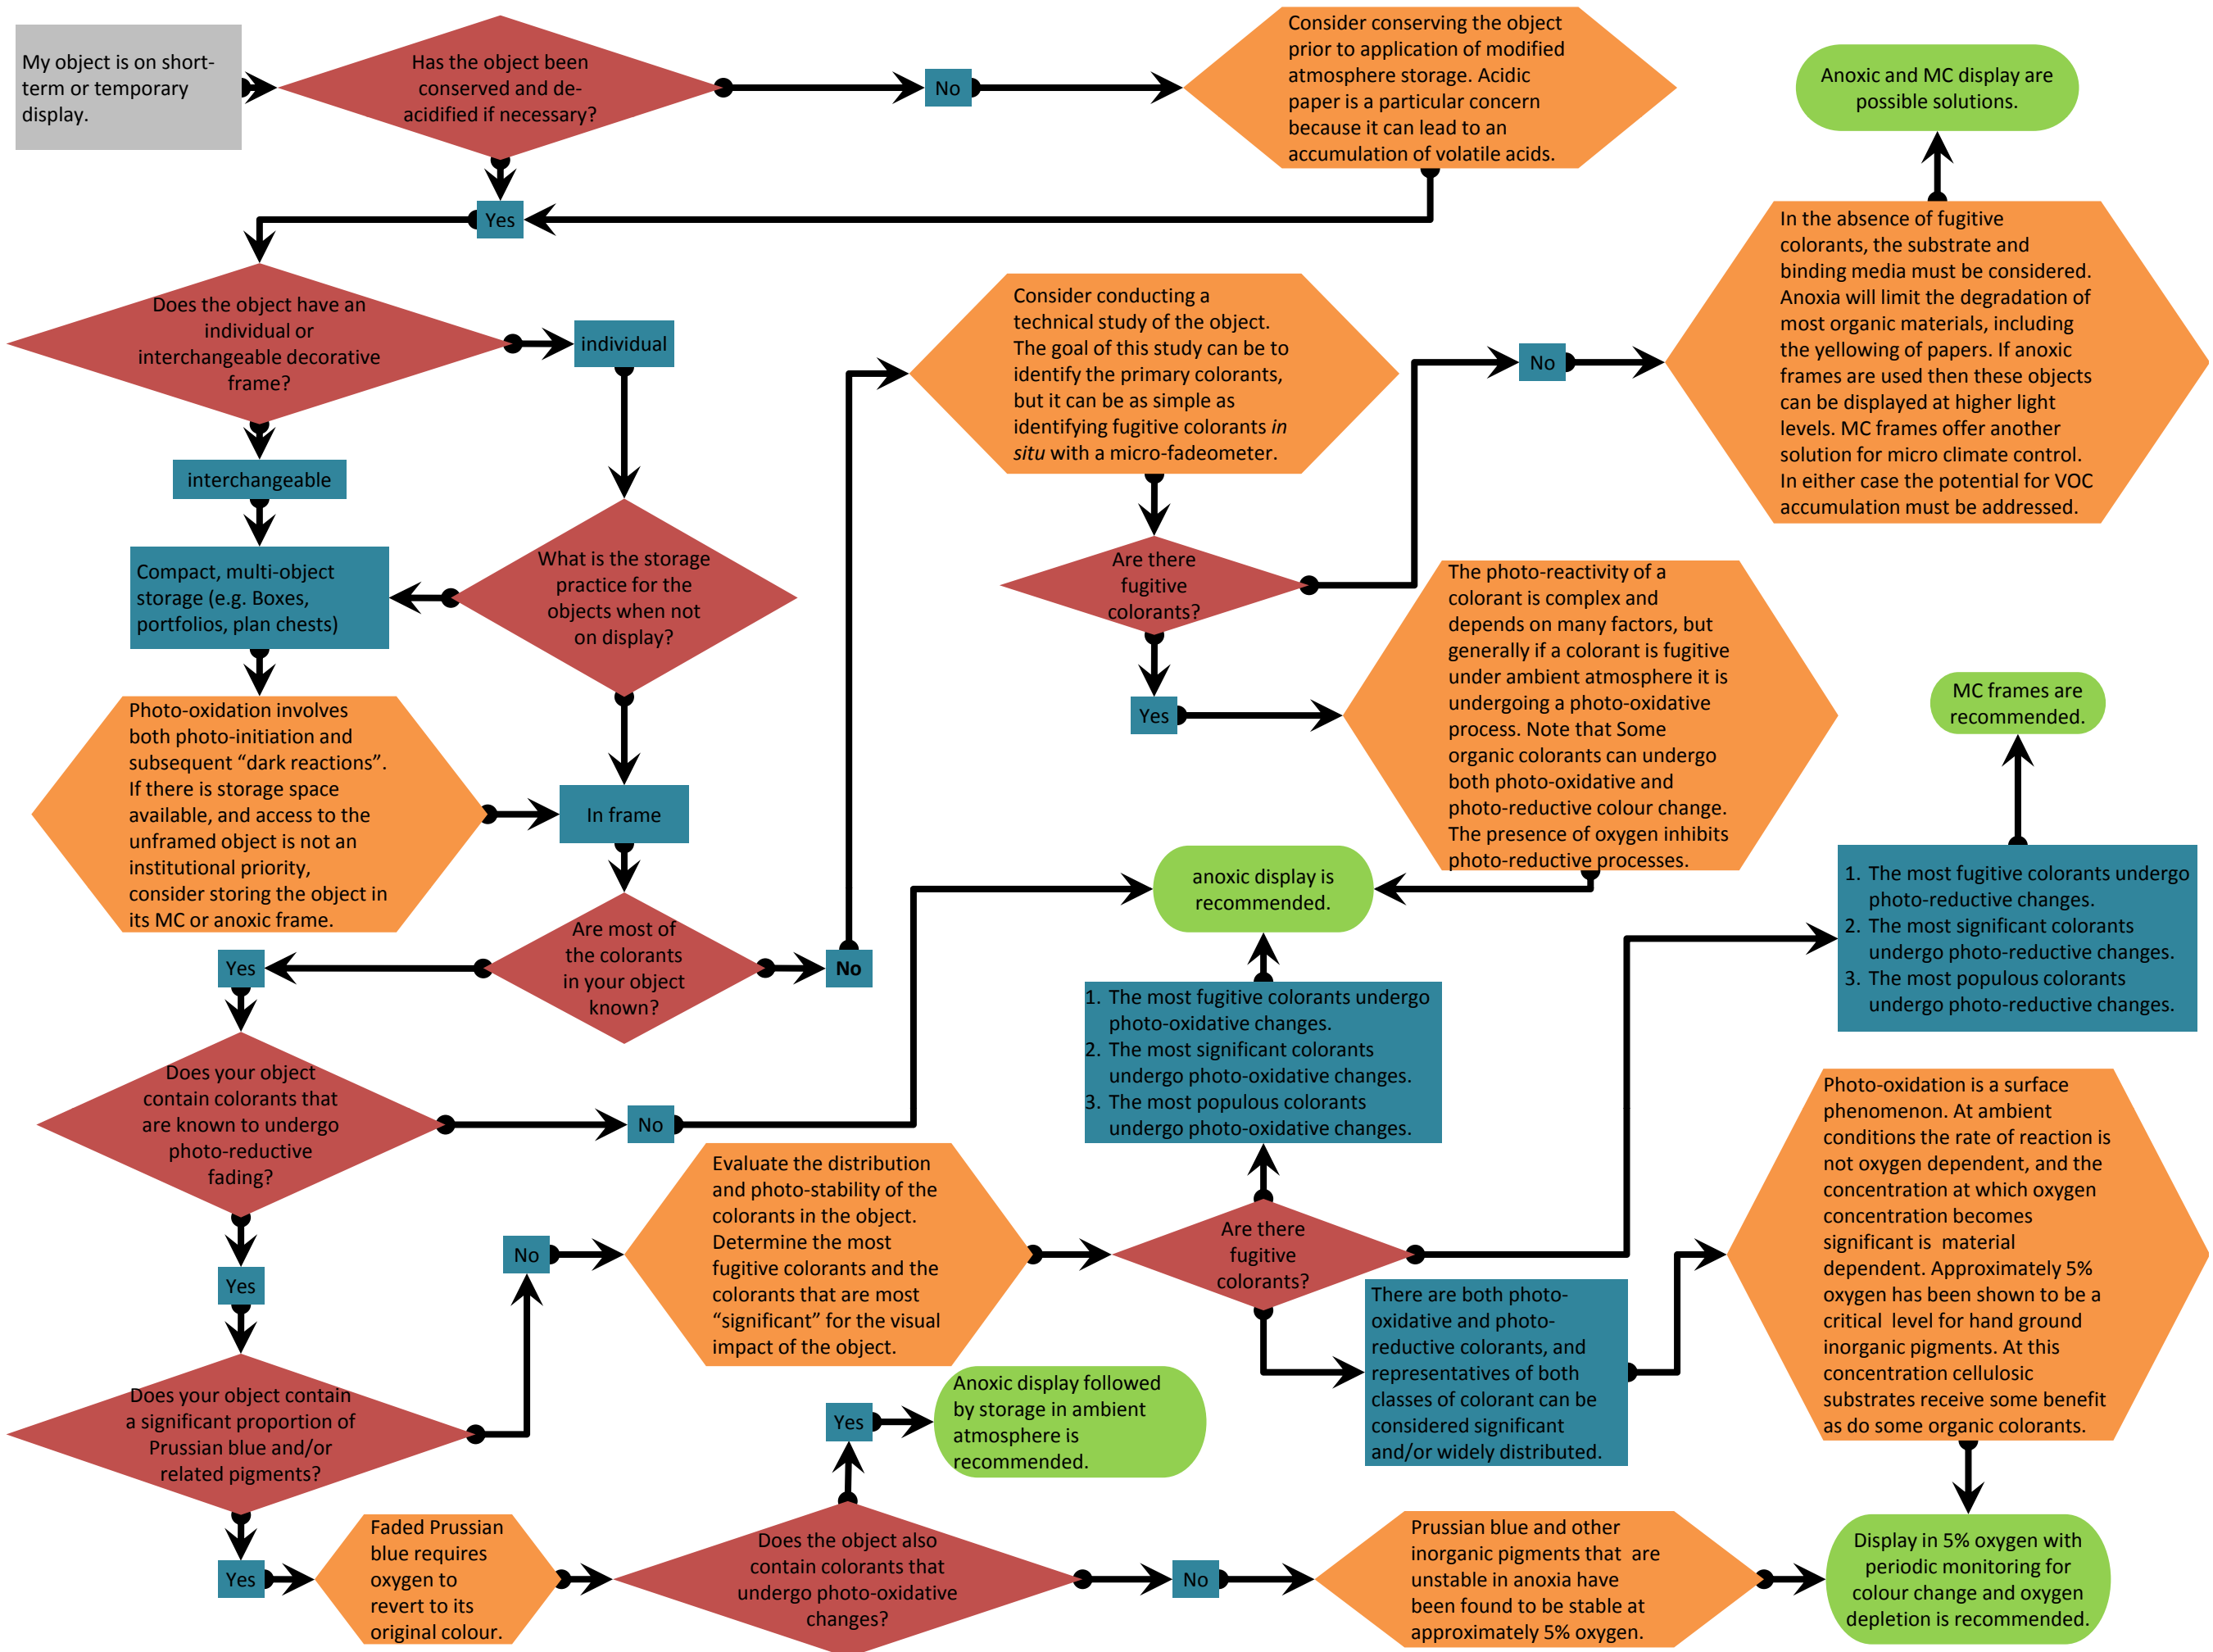 My object is on short-
term or temporary
display.
Has the object been
conserved and de-
acidified if necessary?
No
Consider conserving the object
prior to application of modified
atmosphere storage. Acidic
paper is a particular concern
because it can lead to an
accumulation of volatile acids.
Anoxic and MC display are
possible solutions.
Yes
In the absence of fugitive
colorants, the substrate and
binding media must be considered.
Anoxia will limit the degradation of
most organic materials, including
the yellowing of papers. If anoxic
frames are used then these objects
can be displayed at higher light
levels. MC frames offer another
solution for micro climate control.
In either case the potential for VOC
accumulation must be addressed.
Does the object have an
individual or
interchangeable decorative
frame?
individual
Consider conducting a
technical study of the object.
The goal of this study can be to
identify the primary colorants,
but it can be as simple as
identifying fugitive colorants in
situ with a micro-fadeometer.
No
interchangeable
Compact, multi-object
storage (e.g. Boxes,
portfolios, plan chests)
What is the storage
practice for the
objects when not
on display?
Are there
fugitive
colorants?
The photo-reactivity of a
colorant is complex and
depends on many factors, but
generally if a colorant is fugitive
under ambient atmosphere it is
undergoing a photo-oxidative
process. Note that Some
organic colorants can undergo
both photo-oxidative and
photo-reductive colour change.
The presence of oxygen inhibits
photo-reductive processes.
Yes
MC frames are
recommended.
Photo-oxidation involves
both photo-initiation and
subsequent “dark reactions”.
If there is storage space
available, and access to the
unframed object is not an
institutional priority,
consider storing the object in
its MC or anoxic frame.
In frame
anoxic display is
recommended.
1. The most fugitive colorants undergo
photo-reductive changes.
2. The most significant colorants
undergo photo-reductive changes.
3. The most populous colorants
undergo photo-reductive changes.
Are most of
the colorants
in your object
known?
Yes
No
1. The most fugitive colorants undergo
photo-oxidative changes.
2. The most significant colorants
undergo photo-oxidative changes.
3. The most populous colorants
undergo photo-oxidative changes.
Does your object
contain colorants that
are known to undergo
photo-reductive
fading?
No
Photo-oxidation is a surface
phenomenon. At ambient
conditions the rate of reaction is
not oxygen dependent, and the
concentration at which oxygen
concentration becomes
significant is material
dependent. Approximately 5%
oxygen has been shown to be a
critical level for hand ground
inorganic pigments. At this
concentration cellulosic
substrates receive some benefit
as do some organic colorants.
Evaluate the distribution
and photo-stability of the
colorants in the object.
Determine the most
fugitive colorants and the
colorants that are most
“significant” for the visual
impact of the object.
Are there
fugitive
colorants?
No
Yes
There are both photo-
oxidative and photo-
reductive colorants, and
representatives of both
classes of colorant can be
considered significant
and/or widely distributed.
Does your object contain
a significant proportion of
Prussian blue and/or
related pigments?
Yes
Anoxic display followed
by storage in ambient
atmosphere is
recommended.
Yes
Faded Prussian
blue requires
oxygen to
revert to its
original colour.
Does the object also
contain colorants that
undergo photo-oxidative
changes?
No
Prussian blue and other
inorganic pigments that are
unstable in anoxia have
been found to be stable at
approximately 5% oxygen.
Display in 5% oxygen with
periodic monitoring for
colour change and oxygen
depletion is recommended.